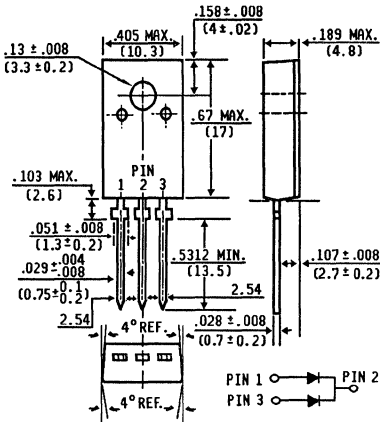 .158±.008
(4±.02)
.405 MAX.
(10.3)
.189 MAX.
(4.8)
.13±.008
(3.3±0.2)
.67 MAX.
(17)
PIN
1 2 3
.103 MAX.
(2.6)
.051±.008
(1.3±0.2)
.5312 MIN.
(13.5)
.107±.008
(2.7±0.2)
.029±.004
.008
(0.75±0.1
0.2)
2.54
2.54
.028±.008
(0.7±0.2)
4° REF.
4° REF.
PIN 1
PIN 2
PIN 3